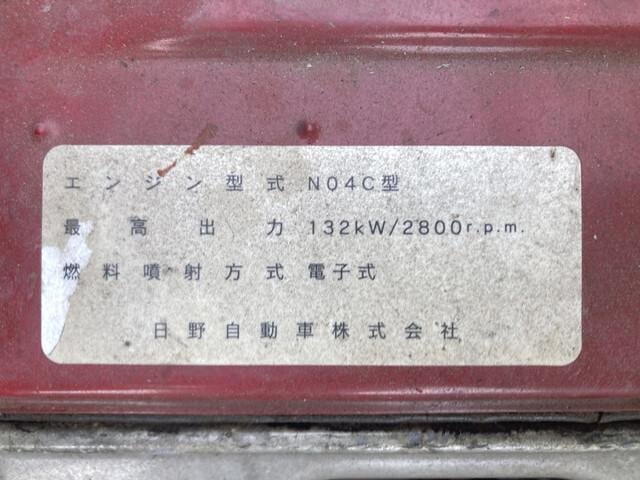 エンジン型式 N04C型
最高出力 132kW/2800r.p.m.
燃料噴射方式 電子式
日野自動車株式会社